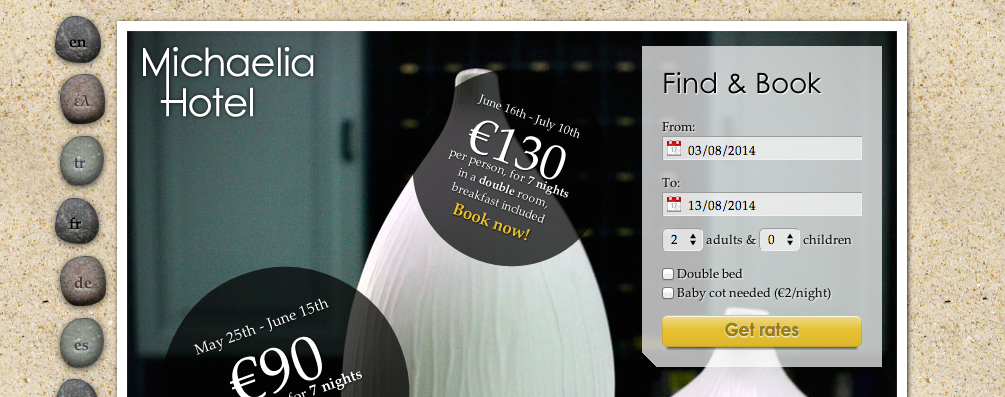 en
ελ
tr
fr
de
es
Michaelia
Hotel
June 16th - July 10th
€130
per person, for 7 nights
in a double room,
breakfast included
Book now!
May 25th - June 15th
€90
for 7 nights
Find & Book
From:
03/08/2014
To:
13/08/2014
2 adults & 0 children
Double bed
Baby cot needed (€2/night)
Get rates